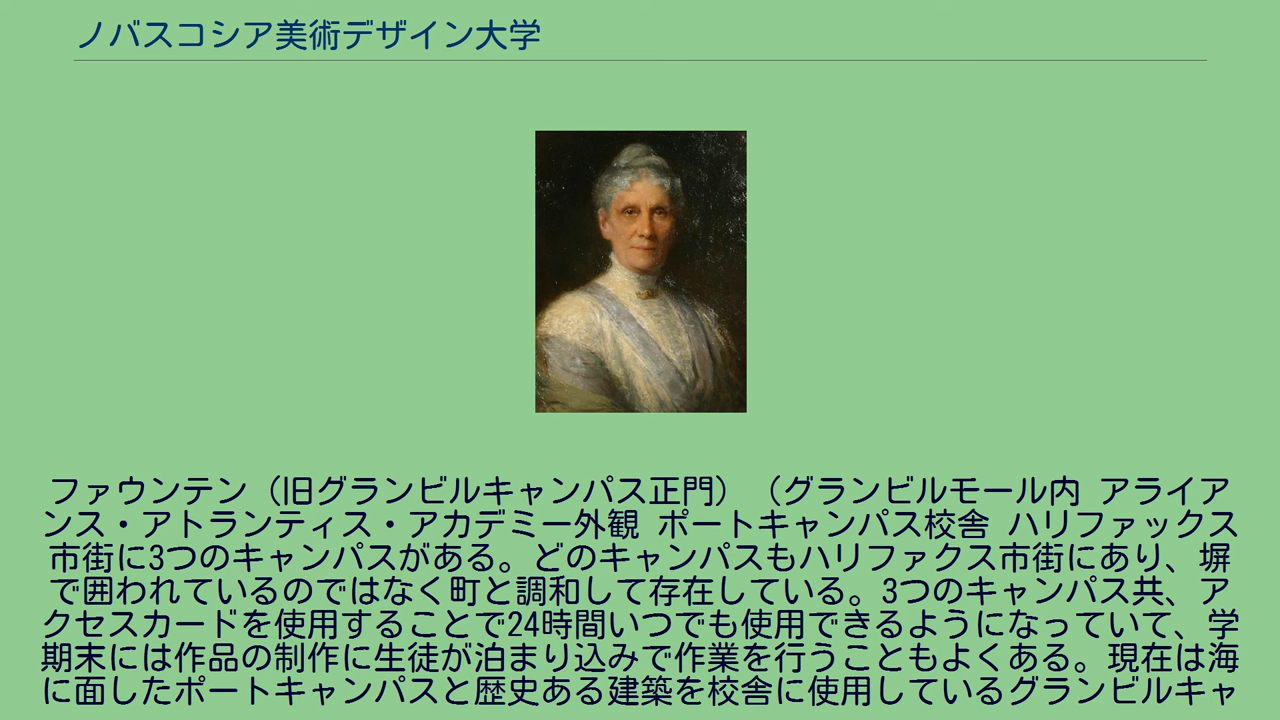 ノバスコシア美術デザイン大学
ファウンテン（旧グランビルキャンパス正門）（グランビルモール内 アライア
ンス・アトランティス・アカデミー外観 ポートキャンパス校舎 ハリファックス
市街に3つのキャンパスがある。どのキャンパスもハリファクス市街にあり、塀
で囲われているのではなく町と調和して存在している。3つのキャンパス共、ア
クセスカードを使用することで24時間いつでも使用できるようになっていて、学
期末には作品の制作に生徒が泊まり込みで作業を行うこともよくある。現在は海
に面したポートキャンパスと歴史ある建築を校舎に使用しているグランビルキャ